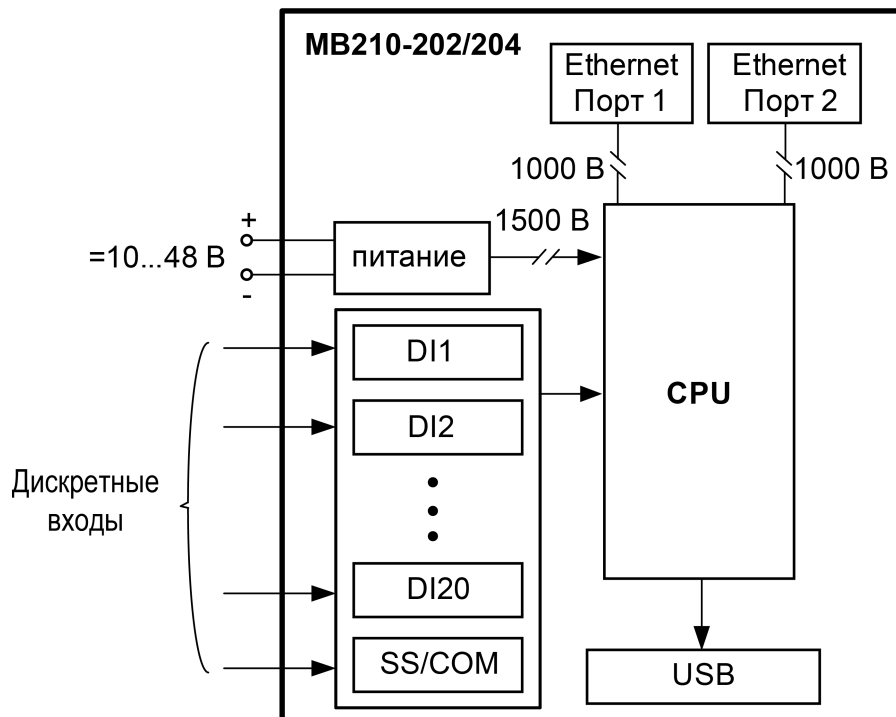 МВ210-202/204
Ethernet
Порт 1
Ethernet
Порт 2
1000 В
1000 В
1500 В
+
=10...48 В
-
питание
DI1
DI2
CPU
Дискретные
входы
DI20
SS/COM
USB